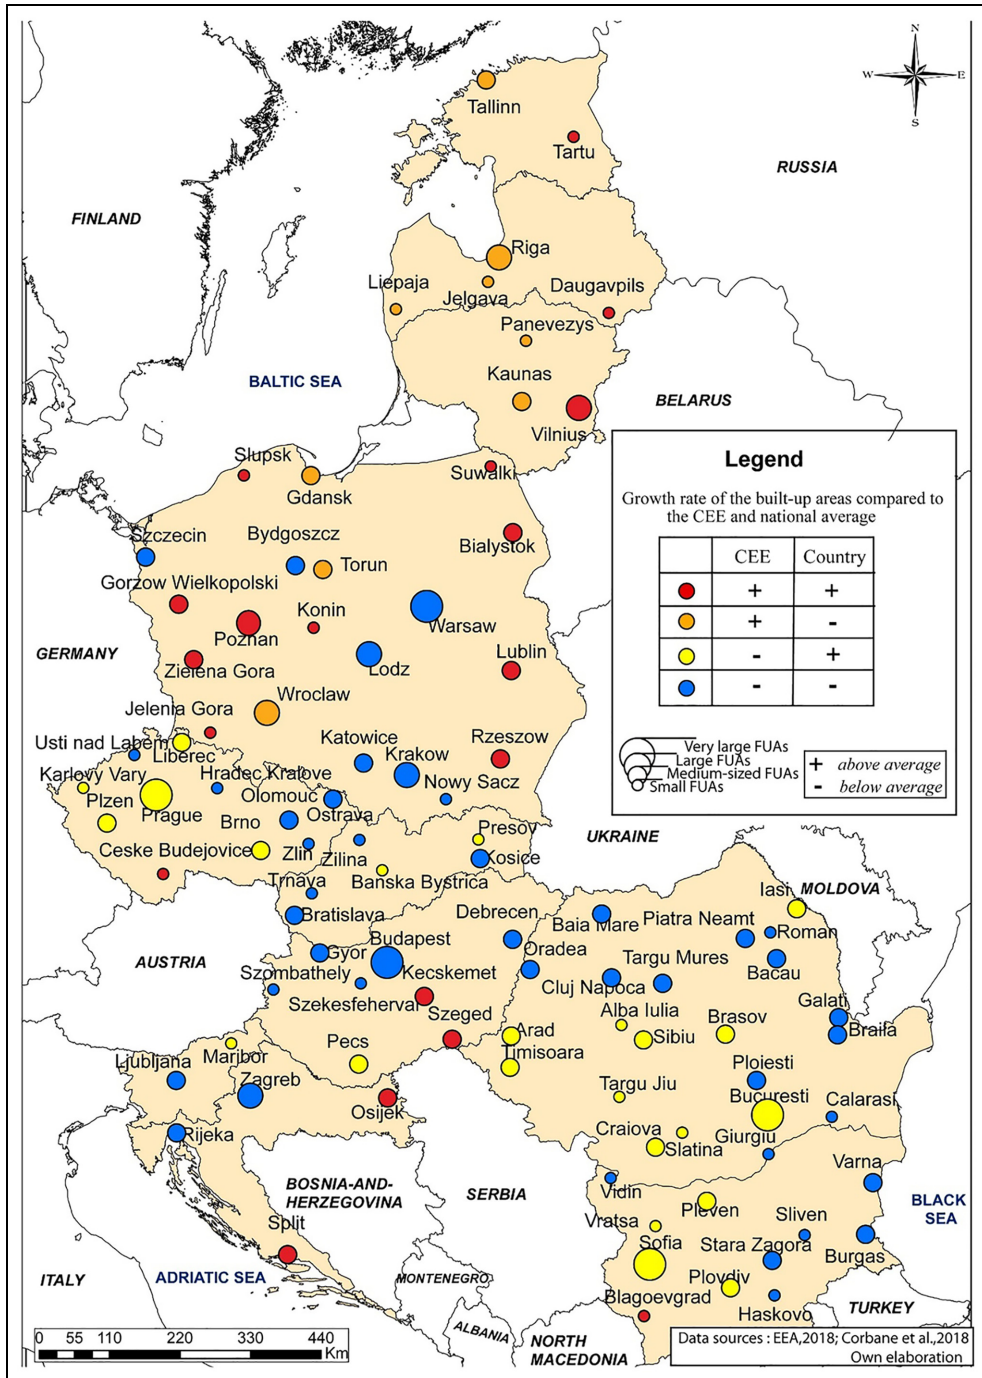 N
W
E
S
Tallinn
Tartu
RUSSIA
FINLAND
Riga
Liepaja
Jelgava
Daugavpils
Panevezys
BALTIC SEA
Kaunas
BELARUS
Vilnius
Slupsk
Suwalki
Gdansk
Legend
Growth rate of the built-up areas compared to
the CEE and national average
CEE
Country
+
+
+
-
-
+
-
-
Very large FUAs
Large FUAs
Medium-sized FUAs
Small FUAs
+ above average
- below average
Szczecin
Bydgoszcz
Bialystok
Torun
Gorzow Wielkopolski
Konin
Poznan
Warsaw
GERMANY
Zielena Gora
Lodz
Lublin
Wroclaw
Jelenia Gora
Usti nad Labem
Liberec
Katowice
Krakow
Rzeszow
Karlovy Vary
Hradec Kralove
Nowy Sacz
Plzen
Prague
Olomouc
Ostrava
Brno
Presov
UKRAINE
Ceske Budejovice
Zlin
Zilina
Kosice
Trnava
Banska Bystrica
Iasi
MOLDOVA
Bratislava
Debrecen
Baia Mare
Piatra Neamt
Roman
AUSTRIA
Gyor
Budapest
Oradea
Targu Mures
Bacau
Szombathely
Kecskemet
Cluj Napoca
Szekesfehervar
Szeged
Alba Iulia
Brasov
Galati
Braila
Arad
Sibiu
Ljubljana
Maribor
Pecs
Timisoara
Zagreb
Targu Jiu
Ploiesti
Bucuresti
Calarasi
Osijek
Craiova
Slatina
Giurgiu
Rijeka
BOSNIA-AND-
HERZEGOVINA
SERBIA
Vidin
Pleven
Varna
BLACK
SEA
Split
Vratsa
Sliven
Sofia
Stara Zagora
Burgas
ITALY
ADRIATIC SEA
MONTENEGRO
Plovdiv
Blagoevgrad
Haskovo
TURKEY
ALBANIA
NORTH
MACEDONIA
0 55 110 220 330 440
Km
Data sources : EEA,2018; Corbane et al.,2018
Own elaboration